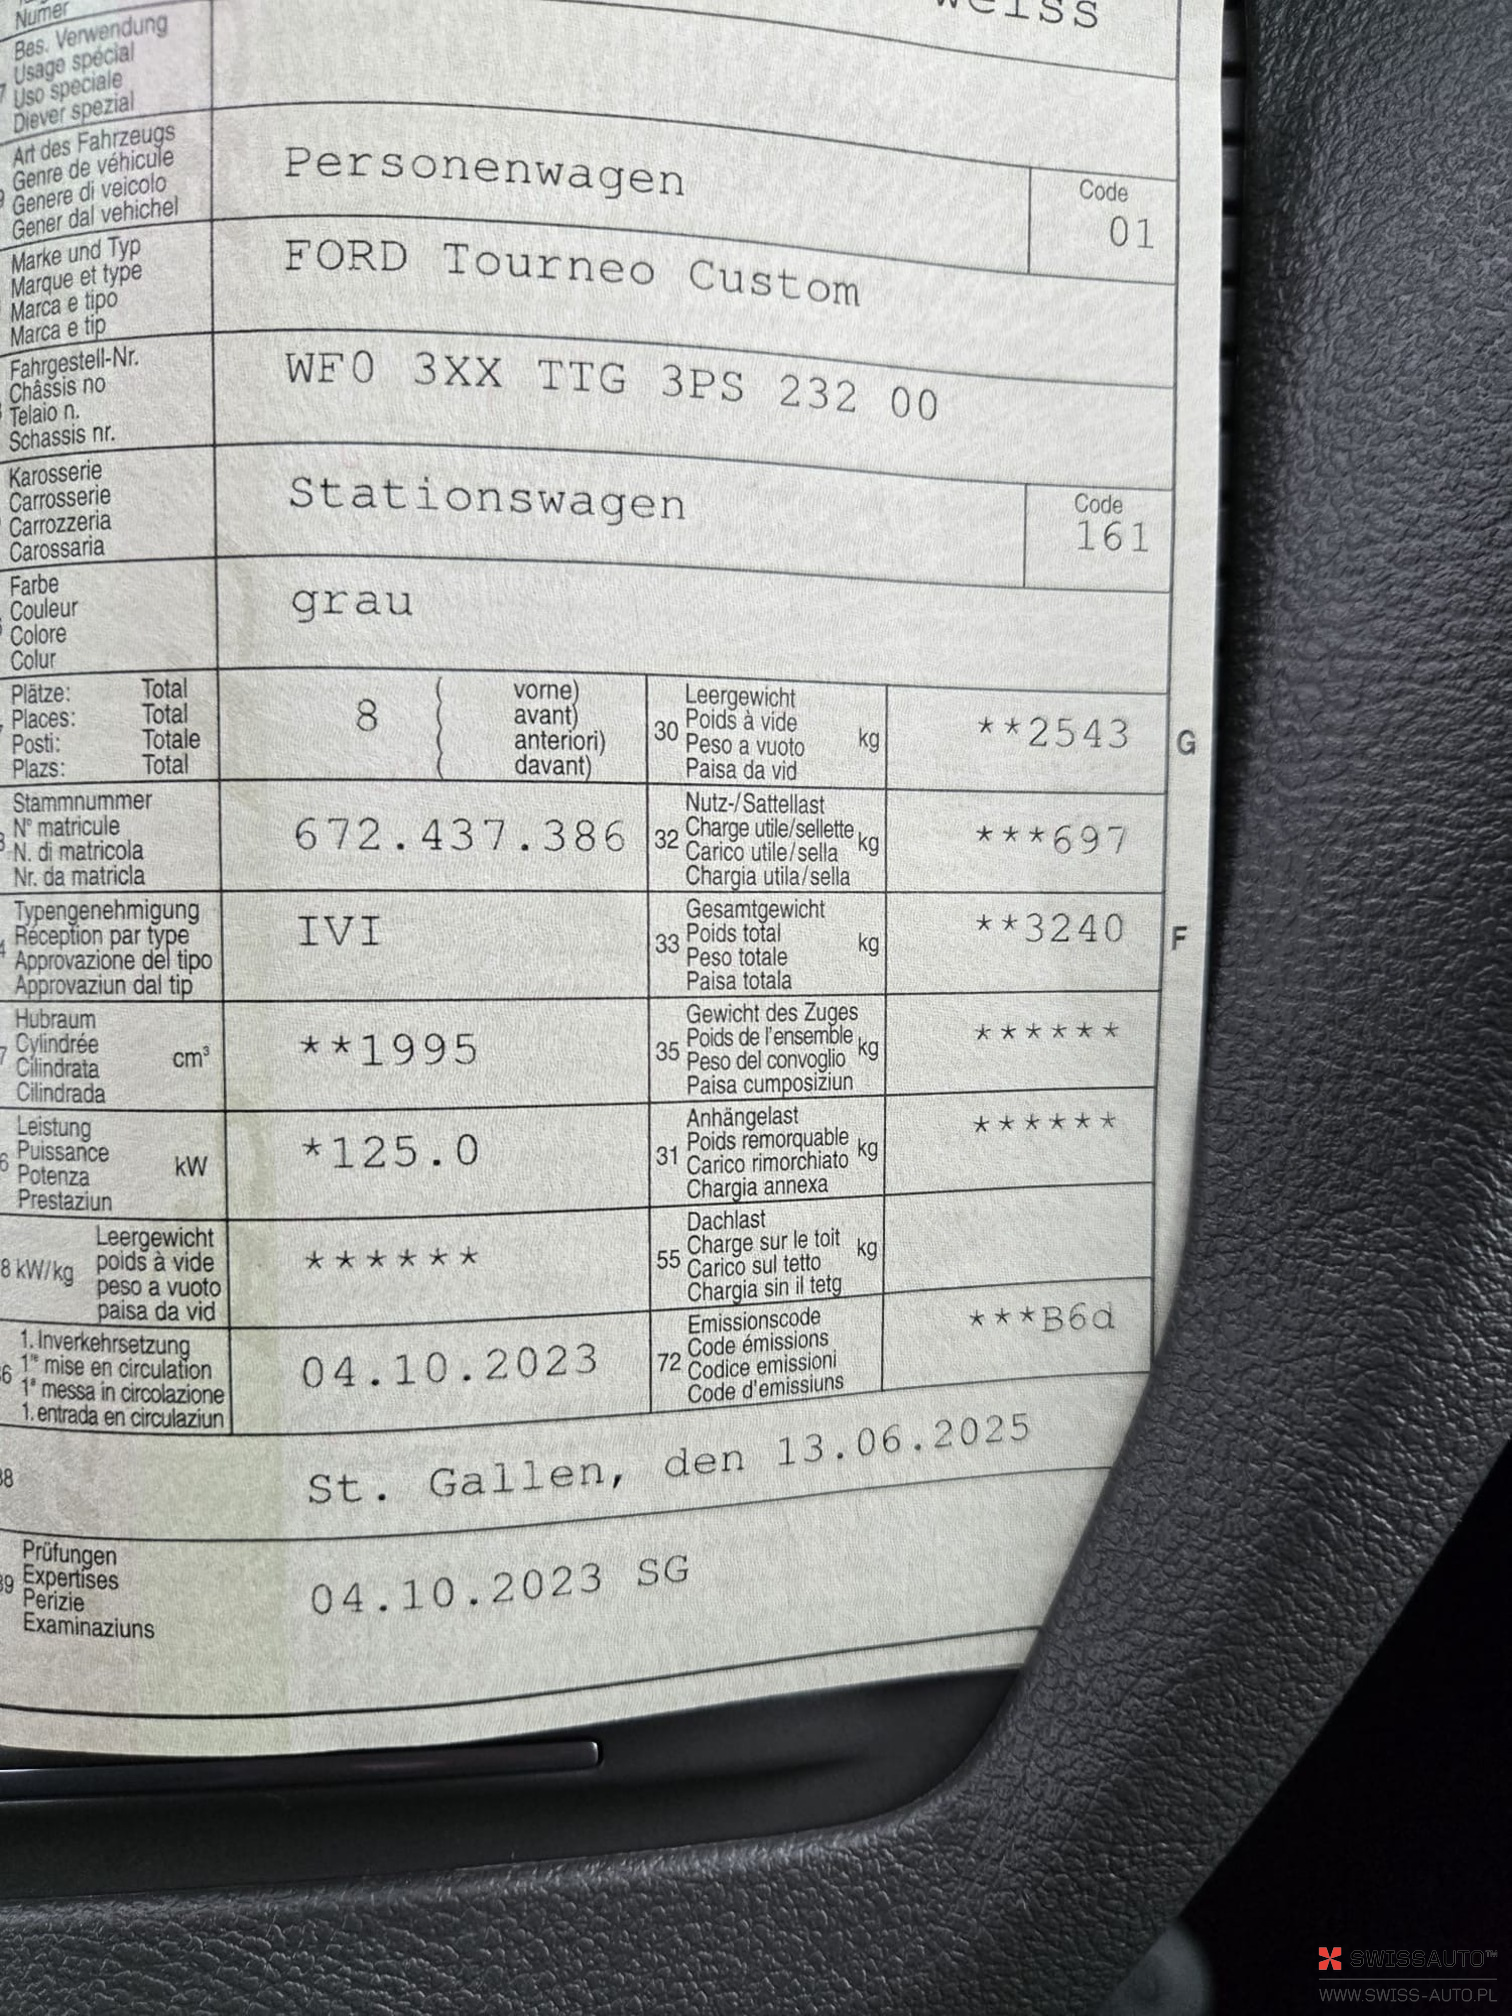 Numer
weiss
Bes. Verwendung
Usage spécial
7 Uso speciale
Diever spezial
Art des Fahrzeugs
Genre de véhicule
Genere di veicolo
Gener dal vehichel
Personenwagen
Code
01
Marke und Typ
Marque et type
Marca e tipo
Marca e tip
FORD Tourneo Custom
Fahrgestell-Nr.
Châssis no
Telaio n.
Schassis nr.
WF0 3XX TTG 3PS 232 00
Karosserie
Carrosserie
Carrozzeria
Carossaria
Stationswagen
Code
161
Farbe
Couleur
Colore
Colur
grau
Plätze: Total
Places: Total
Posti: Totale
Plazs: Total
8
vorne)
avant)
anteriori)
davant)
30
Leergewicht
Poids à vide
Peso a vuoto
Paisa da vid
kg
**2543
G
Stammnummer
N° matricule
N. di matricola
Nr. da matricla
672.437.386
32
Nutz-/Sattellast
Charge utile/sellette
Carico utile/sella
Chargia utila/sella
kg
***697
Typengenehmigung
Réception par type
Approvazione del tipo
Approvaziun dal tip
IVI
33
Gesamtgewicht
Poids total
Peso totale
Paisa totala
kg
**3240
F
Hubraum
7 Cylindrée
Cilindrata
Cilindrada
cm³
**1995
35
Gewicht des Zuges
Poids de l'ensemble
Peso del convoglio
Paisa cumposiziun
kg
******
Leistung
6 Puissance
Potenza
Prestaziun
kW
*125.0
31
Anhängelast
Poids remorquable
Carico rimorchiato
Chargia annexa
kg
******
8 kW/kg
Leergewicht
poids à vide
peso a vuoto
paisa da vid
******
55
Dachlast
Charge sur le toit
Carico sul tetto
Chargia sin il tetg
kg
6
1. Inverkehrsetzung
1re mise en circulation
1a messa in circolazione
1. entrada en circulaziun
04.10.2023
72
Emissionscode
Code émissions
Codice emissioni
Code d'emissiuns
***B6d
38
St. Gallen, den 13.06.2025
39
Prüfungen
Expertises
Perizie
Examinaziuns
04.10.2023 SG
SWISSAUTO™
WWW.SWISS-AUTO.PL